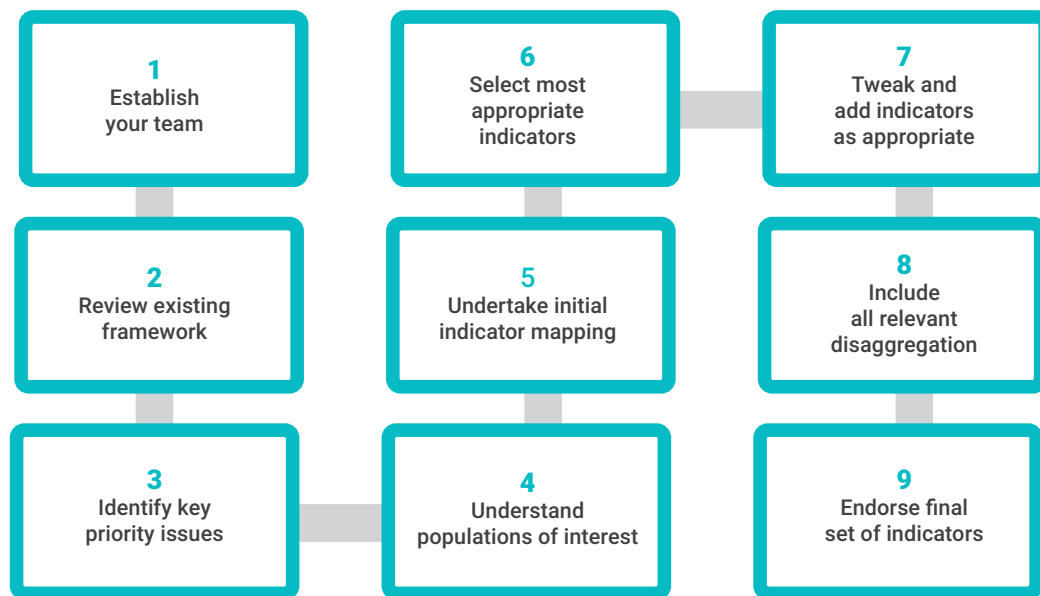 1
Establish
your team
2
Review existing
framework
3
Identify key
priority issues
4
Understand
populations of interest
5
Undertake initial
indicator mapping
6
Select most
appropriate
indicators
7
Tweak and
add indicators
as appropriate
8
Include
all relevant
disaggregation
9
Endorse final
set of indicators